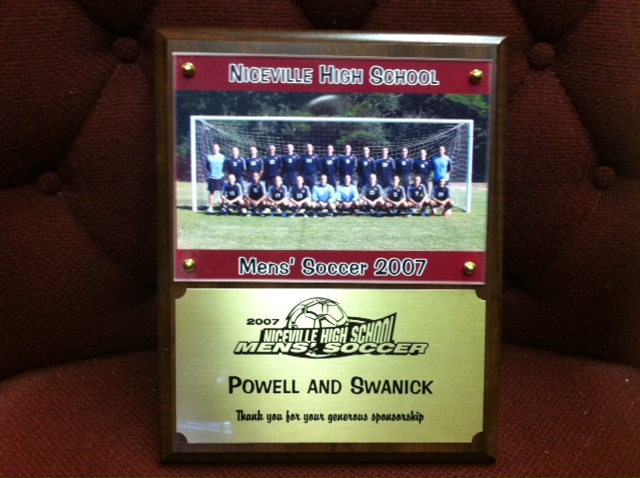 NICEVILLE HIGH SCHOOL
MENS' SOCCER 2007
2007
NICEVILLE HIGH SCHOOL
MENS' SOCCER
POWELL AND SWANICK
Thank you for your generous sponsorship